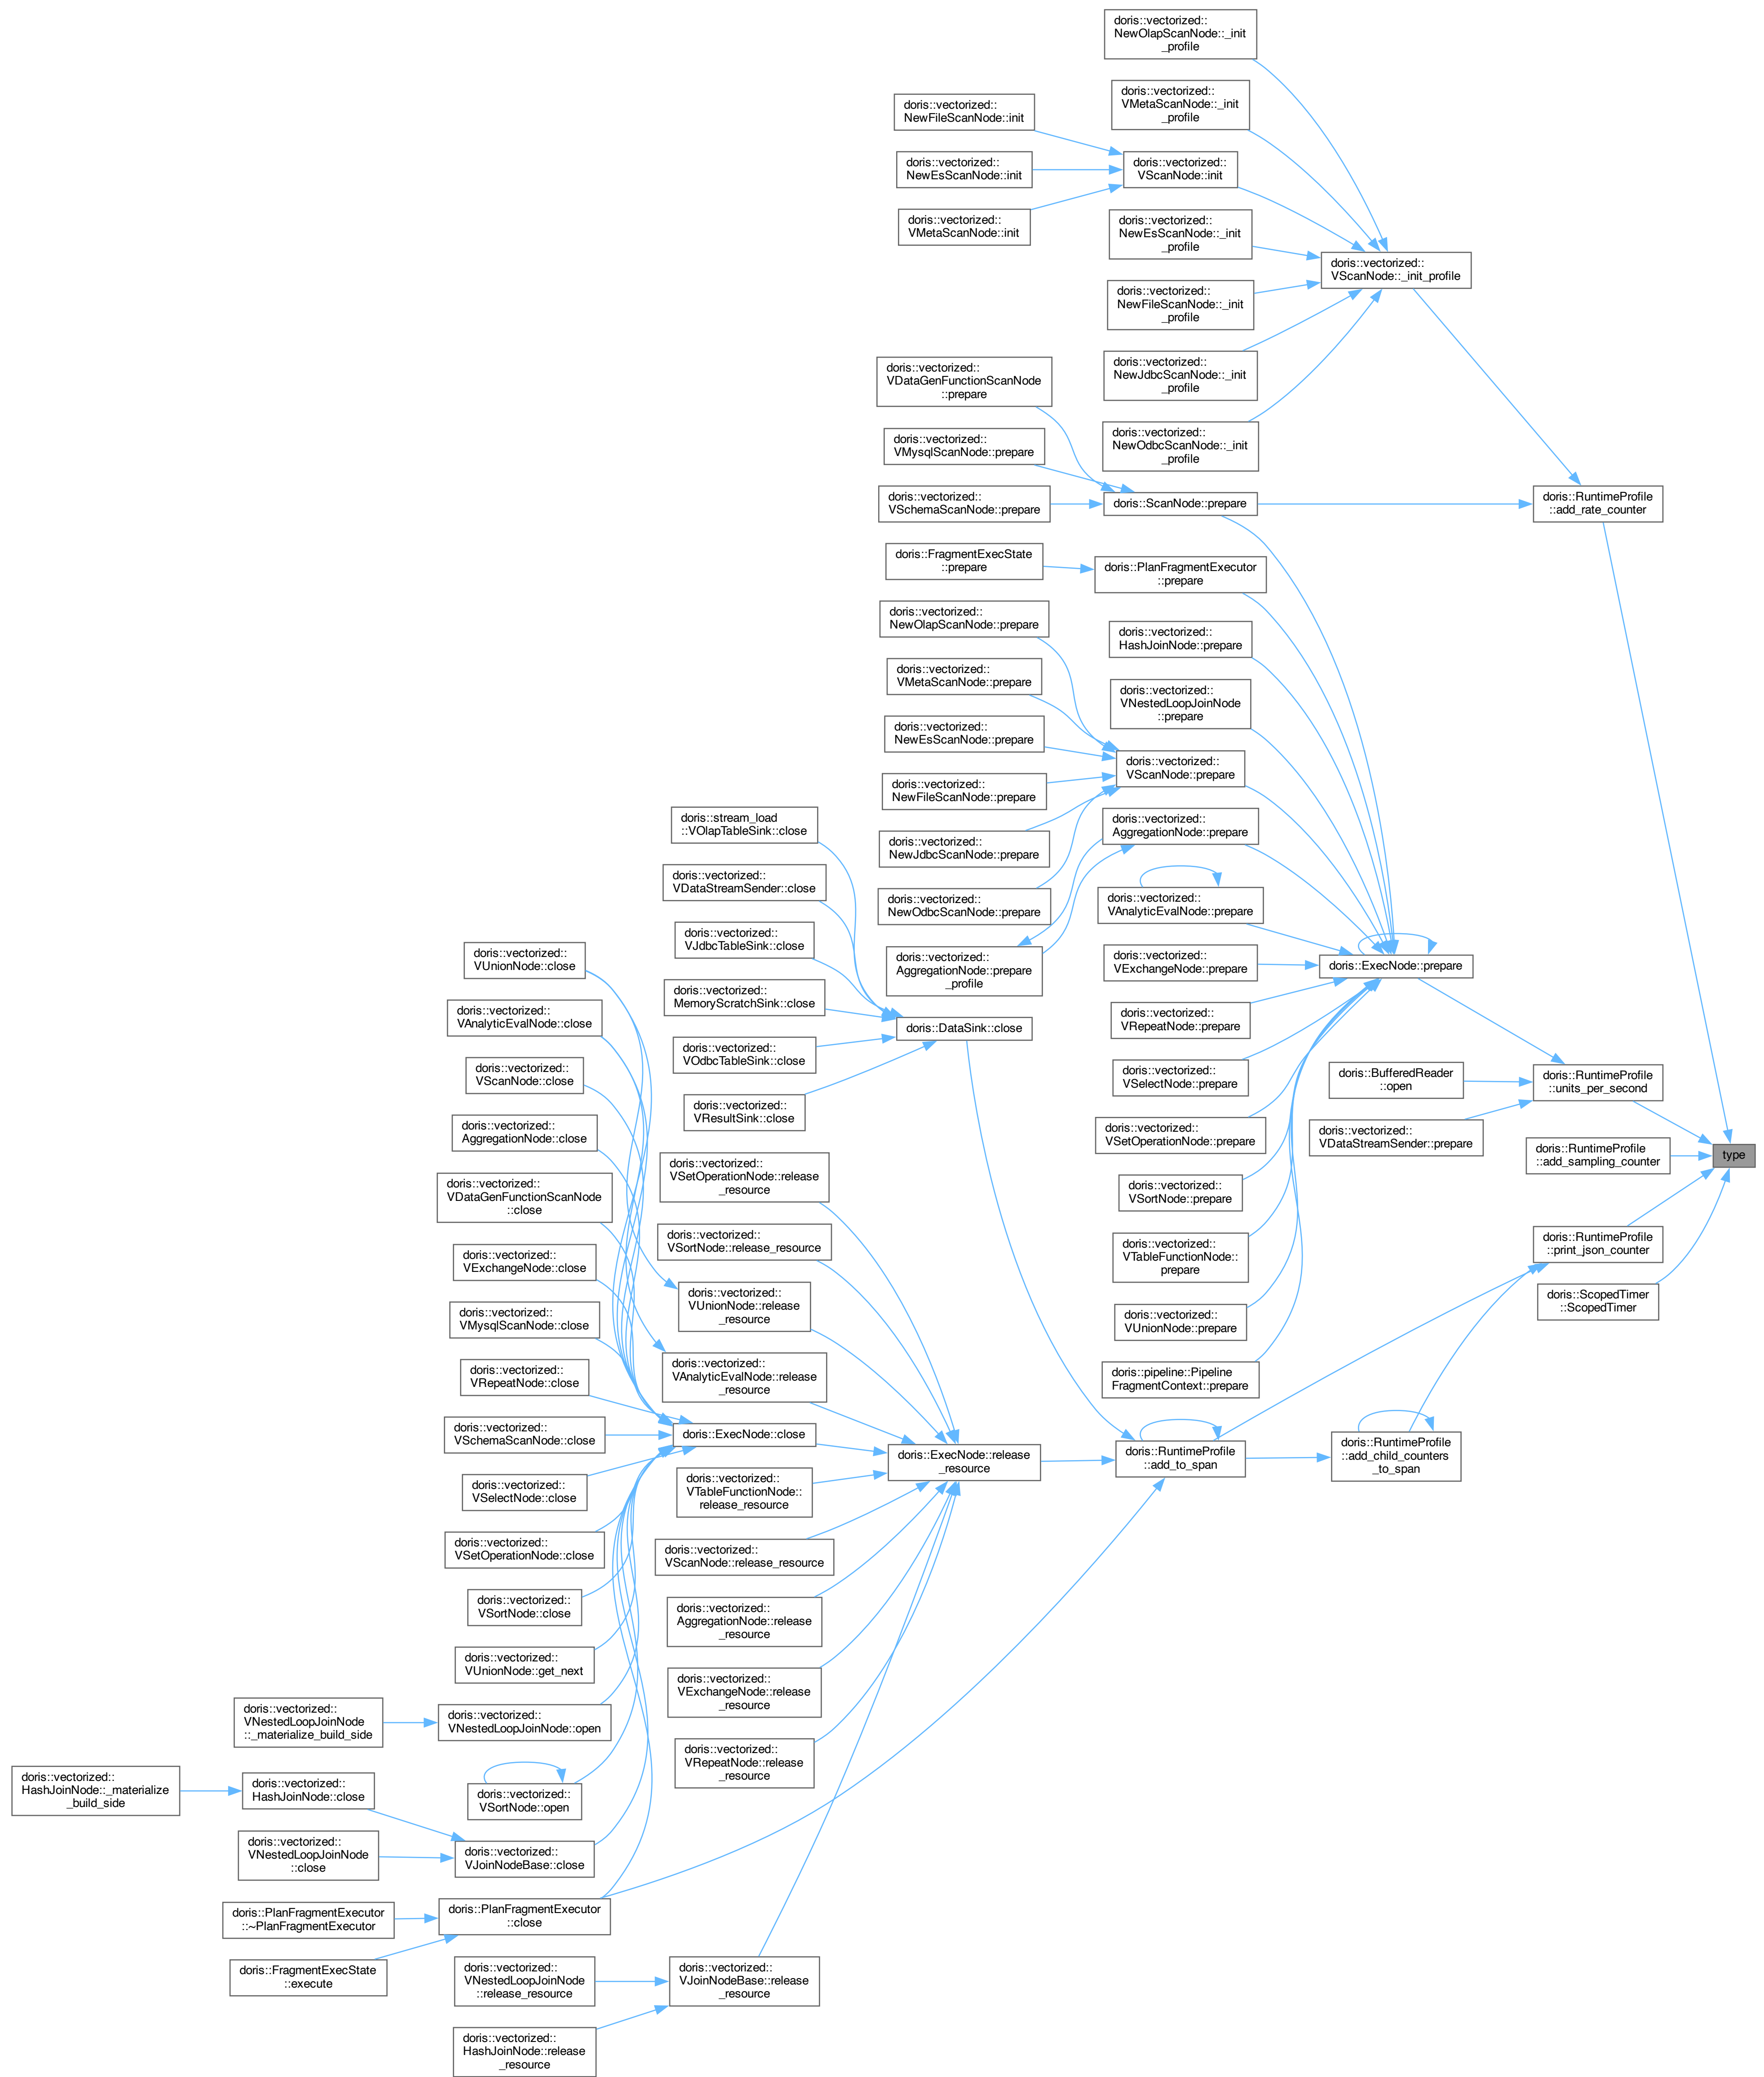 doris::vectorized::
NewOlapScanNode::_init
_profile
doris::vectorized::
VMetaScanNode::_init
_profile
doris::vectorized::
NewFileScanNode::init
doris::vectorized::
NewEsScanNode::init
doris::vectorized::
VScanNode::init
doris::vectorized::
VMetaScanNode::init
doris::vectorized::
NewEsScanNode::_init
_profile
doris::vectorized::
VScanNode::_init_profile
doris::vectorized::
NewFileScanNode::_init
_profile
doris::vectorized::
NewJdbcScanNode::_init
_profile
doris::vectorized::
VDataGenFunctionScanNode
::prepare
doris::vectorized::
NewOdbcScanNode::_init
_profile
doris::vectorized::
VMysqlScanNode::prepare
doris::vectorized::
VSchemaScanNode::prepare
doris::ScanNode::prepare
doris::RuntimeProfile
::add_rate_counter
doris::FragmentExecState
::prepare
doris::PlanFragmentExecutor
::prepare
doris::vectorized::
NewOlapScanNode::prepare
doris::vectorized::
HashJoinNode::prepare
doris::vectorized::
VMetaScanNode::prepare
doris::vectorized::
VNestedLoopJoinNode
::prepare
doris::vectorized::
NewEsScanNode::prepare
doris::vectorized::
VScanNode::prepare
doris::vectorized::
NewFileScanNode::prepare
doris::stream_load
::VOlapTableSink::close
doris::vectorized::
NewJdbcScanNode::prepare
doris::vectorized::
AggregationNode::prepare
doris::vectorized::
VDataStreamSender::close
doris::vectorized::
NewOdbcScanNode::prepare
doris::vectorized::
VAnalyticEvalNode::prepare
doris::vectorized::
VJdbcTableSink::close
doris::vectorized::
AggregationNode::prepare
_profile
doris::vectorized::
VExchangeNode::prepare
doris::ExecNode::prepare
doris::vectorized::
VUnionNode::close
doris::vectorized::
MemoryScratchSink::close
doris::vectorized::
VRepeatNode::prepare
doris::vectorized::
VAnalyticEvalNode::close
doris::DataSink::close
doris::vectorized::
VOdbcTableSink::close
doris::vectorized::
VSelectNode::prepare
doris::BufferedReader
::open
doris::RuntimeProfile
::units_per_second
doris::vectorized::
VScanNode::close
doris::vectorized::
VResultSink::close
doris::vectorized::
VSetOperationNode::prepare
doris::vectorized::
VDataStreamSender::prepare
doris::vectorized::
AggregationNode::close
doris::RuntimeProfile
::add_sampling_counter
type
doris::vectorized::
VSetOperationNode::release
_resource
doris::vectorized::
VDataGenFunctionScanNode
::close
doris::vectorized::
VSortNode::prepare
doris::vectorized::
VSortNode::release_resource
doris::vectorized::
VTableFunctionNode::
prepare
doris::RuntimeProfile
::print_json_counter
doris::vectorized::
VExchangeNode::close
doris::vectorized::
VUnionNode::release
_resource
doris::ScopedTimer
::ScopedTimer
doris::vectorized::
VMysqlScanNode::close
doris::vectorized::
VUnionNode::prepare
doris::vectorized::
VRepeatNode::close
doris::vectorized::
VAnalyticEvalNode::release
_resource
doris::pipeline::Pipeline
FragmentContext::prepare
doris::vectorized::
VSchemaScanNode::close
doris::ExecNode::close
doris::ExecNode::release
_resource
doris::RuntimeProfile
::add_to_span
doris::RuntimeProfile
::add_child_counters
_to_span
doris::vectorized::
VSelectNode::close
doris::vectorized::
VTableFunctionNode::
release_resource
doris::vectorized::
VSetOperationNode::close
doris::vectorized::
VScanNode::release_resource
doris::vectorized::
VSortNode::close
doris::vectorized::
AggregationNode::release
_resource
doris::vectorized::
VUnionNode::get_next
doris::vectorized::
VExchangeNode::release
_resource
doris::vectorized::
VNestedLoopJoinNode
::_materialize_build_side
doris::vectorized::
VNestedLoopJoinNode::open
doris::vectorized::
VRepeatNode::release
_resource
doris::vectorized::
HashJoinNode::_materialize
_build_side
doris::vectorized::
HashJoinNode::close
doris::vectorized::
VSortNode::open
doris::vectorized::
VNestedLoopJoinNode
::close
doris::vectorized::
VJoinNodeBase::close
doris::PlanFragmentExecutor
::~PlanFragmentExecutor
doris::PlanFragmentExecutor
::close
doris::FragmentExecState
::execute
doris::vectorized::
VNestedLoopJoinNode
::release_resource
doris::vectorized::
VJoinNodeBase::release
_resource
doris::vectorized::
HashJoinNode::release
_resource